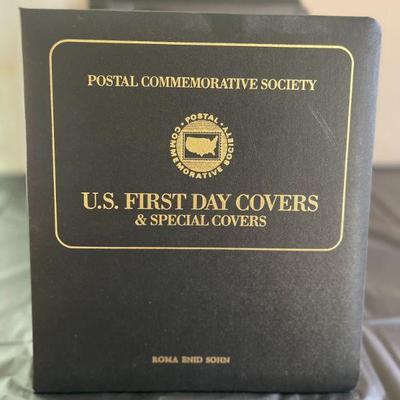 POSTAL COMMEMORATIVE SOCIETY
• POSTAL •
COMMEMORATIVE SOCIETY
U.S. FIRST DAY COVERS
& SPECIAL COVERS
ROMA ENID SOHN